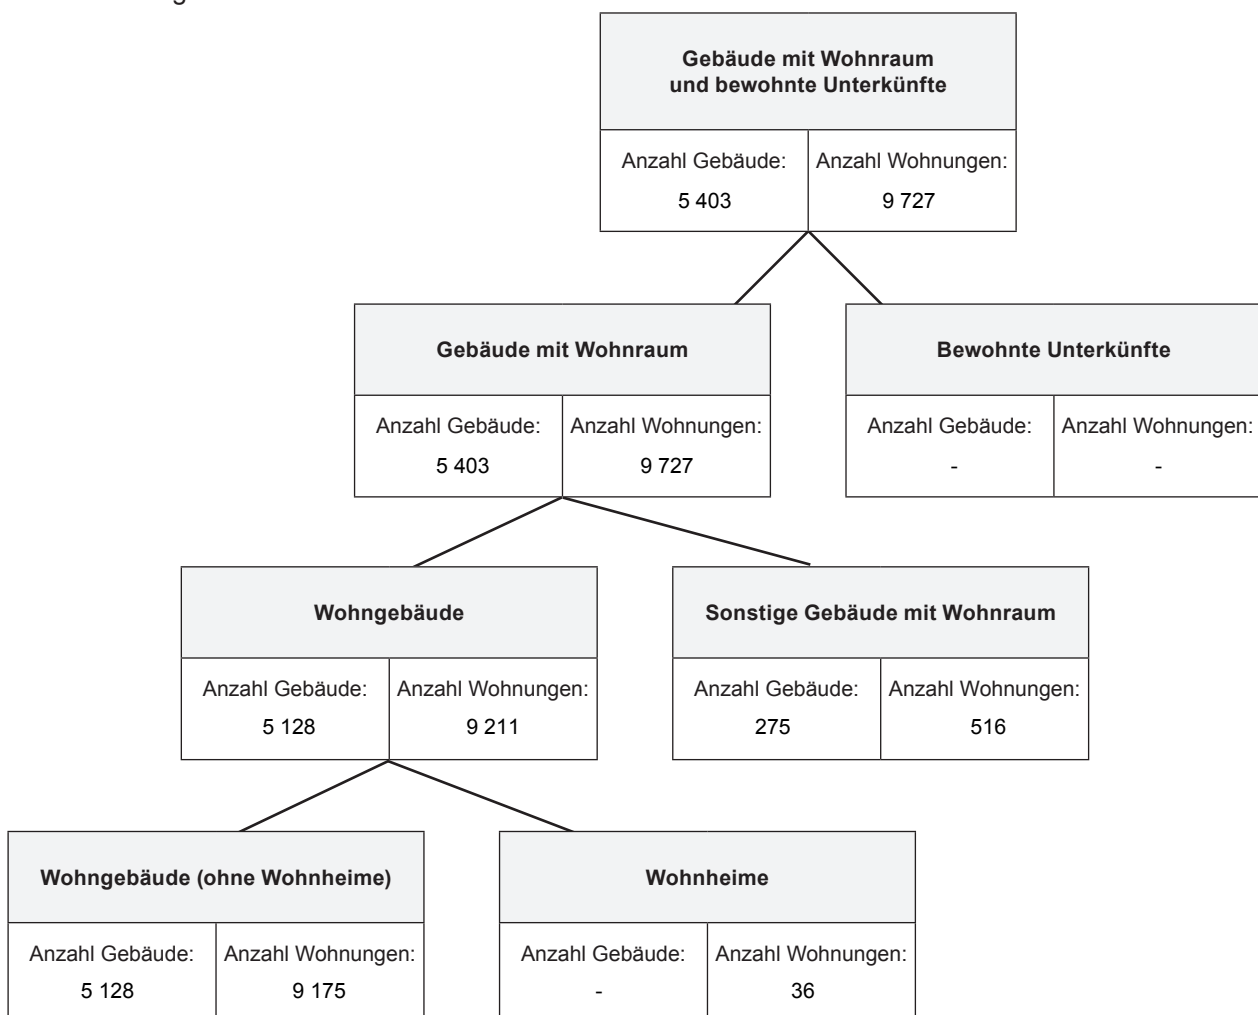 Gebäude mit Wohnraum
und bewohnte Unterkünfte
Anzahl Gebäude: Anzahl Wohnungen:
5 403 9 727
Gebäude mit Wohnraum
Anzahl Gebäude: Anzahl Wohnungen:
5 403 9 727
Bewohnte Unterkünfte
Anzahl Gebäude: Anzahl Wohnungen:
- -
Wohngebäude
Anzahl Gebäude: Anzahl Wohnungen:
5 128 9 211
Sonstige Gebäude mit Wohnraum
Anzahl Gebäude: Anzahl Wohnungen:
275 516
Wohngebäude (ohne Wohnheime)
Anzahl Gebäude: Anzahl Wohnungen:
5 128 9 175
Wohnheime
Anzahl Gebäude: Anzahl Wohnungen:
- 36